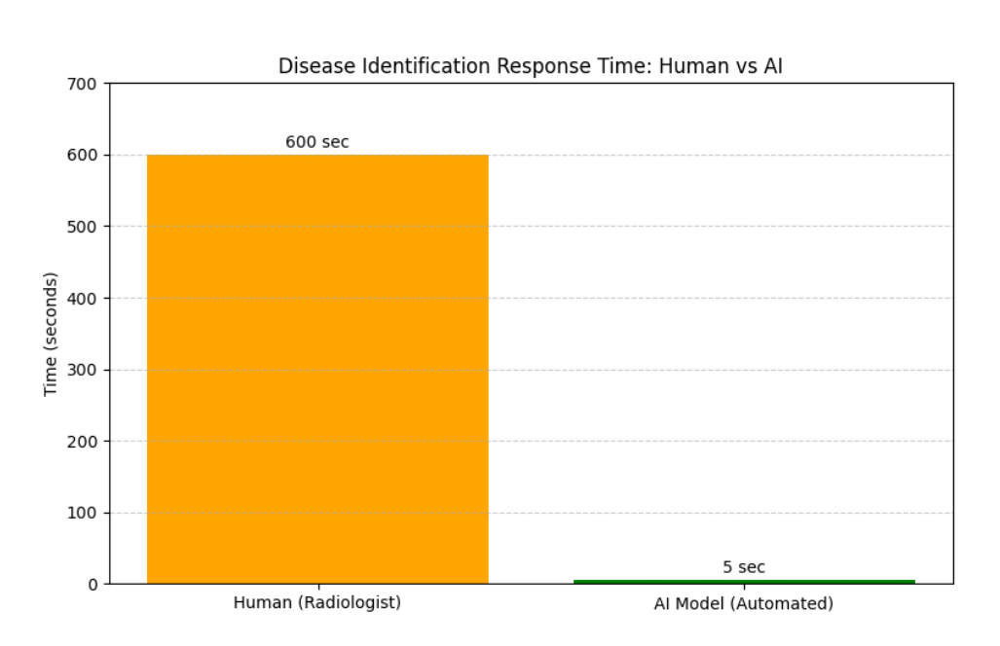 Disease Identification Response Time: Human vs AI
700
600 sec
600
500
400
Time (seconds)
300
200
100
5 sec
0
Human (Radiologist)
AI Model (Automated)